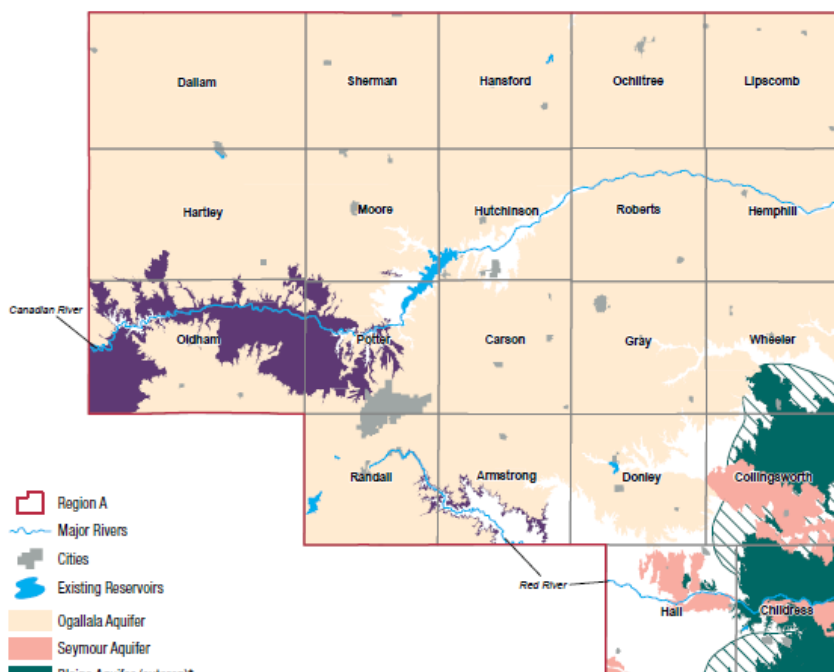 Dallam
Sherman
Hansford
Ochiltree
Lipscomb
Hartley
Moore
Hutchinson
Roberts
Hemphill
Canadian River
Oldham
Potter
Carson
Gray
Wheeler
Randall
Armstrong
Donley
Collingsworth
Red River
Hall
Childress
Region A
Major Rivers
Cities
Existing Reservoirs
Ogallala Aquifer
Seymour Aquifer